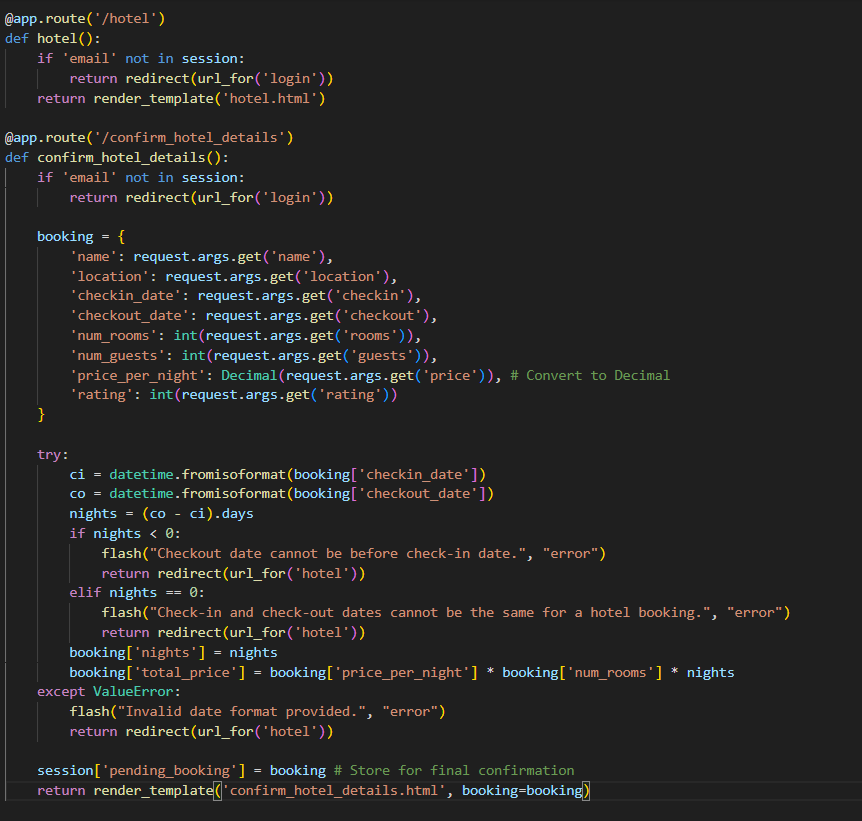 @app.route('/hotel')
def hotel():
    if 'email' not in session:
        return redirect(url_for('login'))
    return render_template('hotel.html')

@app.route('/confirm_hotel_details')
def confirm_hotel_details():
    if 'email' not in session:
        return redirect(url_for('login'))

    booking = {
        'name': request.args.get('name'),
        'location': request.args.get('location'),
        'checkin_date': request.args.get('checkin'),
        'checkout_date': request.args.get('checkout'),
        'num_rooms': int(request.args.get('rooms')),
        'num_guests': int(request.args.get('guests')),
        'price_per_night': Decimal(request.args.get('price')), # Convert to Decimal
        'rating': int(request.args.get('rating'))
    }

    try:
        ci = datetime.fromisoformat(booking['checkin_date'])
        co = datetime.fromisoformat(booking['checkout_date'])
        nights = (co - ci).days
        if nights < 0:
            flash("Checkout date cannot be before check-in date.", "error")
            return redirect(url_for('hotel'))
        elif nights == 0:
            flash("Check-in and check-out dates cannot be the same for a hotel booking.", "error")
            return redirect(url_for('hotel'))
        booking['nights'] = nights
        booking['total_price'] = booking['price_per_night'] * booking['num_rooms'] * nights
    except ValueError:
        flash("Invalid date format provided.", "error")
        return redirect(url_for('hotel'))

    session['pending_booking'] = booking # Store for final confirmation
    return render_template('confirm_hotel_details.html', booking=booking)